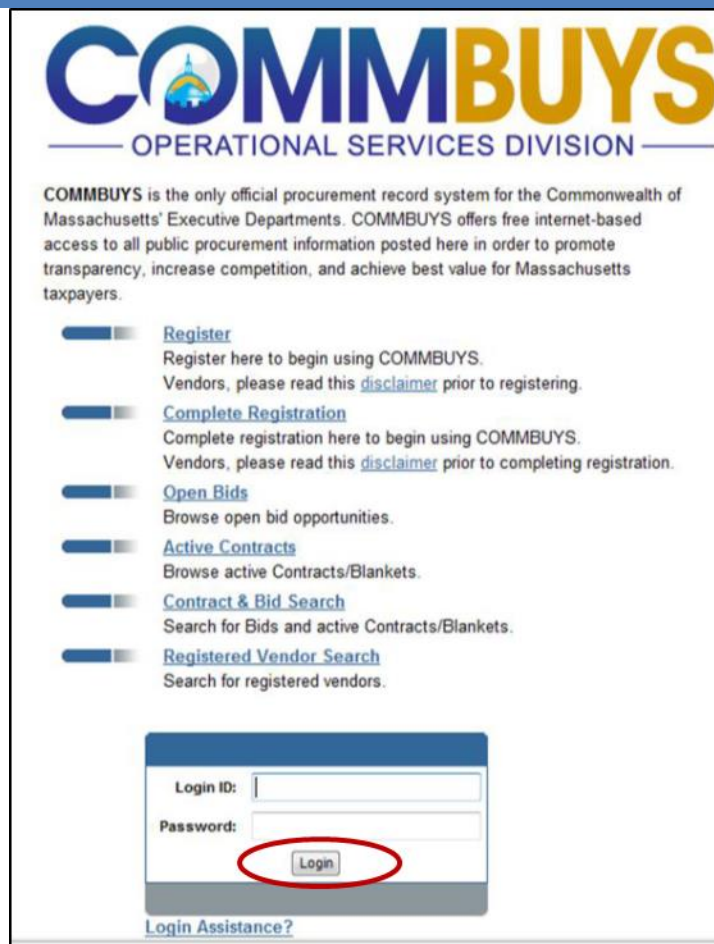 COMMBUYS
OPERATIONAL SERVICES DIVISION
COMMBUYS is the only official procurement record system for the Commonwealth of
Massachusetts' Executive Departments. COMMBUYS offers free internet-based
access to all public procurement information posted here in order to promote
transparency, increase competition, and achieve best value for Massachusetts
taxpayers.
Register
Register here to begin using COMMBUYS.
Vendors, please read this disclaimer prior to registering.
Complete Registration
Complete registration here to begin using COMMBUYS.
Vendors, please read this disclaimer prior to completing registration.
Open Bids
Browse open bid opportunities.
Active Contracts
Browse active Contracts/Blankets.
Contract & Bid Search
Search for Bids and active Contracts/Blankets.
Registered Vendor Search
Search for registered vendors.
Login ID:
Password:
Login
Login Assistance?